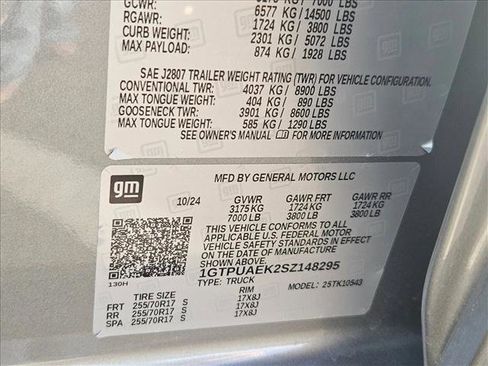 GCWR: 6577 KG / 14500 LBS
RGAWR: 1724 KG / 3800 LBS
CURB WEIGHT: 2301 KG / 5072 LBS
MAX PAYLOAD: 874 KG / 1928 LBS
SAE J2807 TRAILER WEIGHT RATING (TWR) FOR VEHICLE CONFIGURATION.
CONVENTIONAL TWR: 4037 KG / 8900 LBS
MAX TONGUE WEIGHT: 404 KG / 890 LBS
GOOSENECK TWR: 3901 KG / 8600 LBS
MAX TONGUE WEIGHT: 585 KG / 1290 LBS
SEE OWNER'S MANUAL FOR MORE INFORMATION
gm
MFD BY GENERAL MOTORS LLC
10/24 GVWR GAWR FRT GAWR RR
3175 KG 1724 KG 1724 KG
7000 LB 3800 LB 3800 LB
THIS VEHICLE CONFORMS TO ALL
APPLICABLE U.S. FEDERAL MOTOR
VEHICLE SAFETY STANDARDS IN EFFECT ON
THE DATE OF MANUFACTURE SHOWN ABOVE.
1GTPUAEK2SZ148295
130H TYPE: TRUCK MODEL: 2STK10543
TIRE SIZE RIM
FRT 255/70R17 S 17X8J
RR 255/70R17 S 17X8J
SPA 255/70R17 S 17X8J